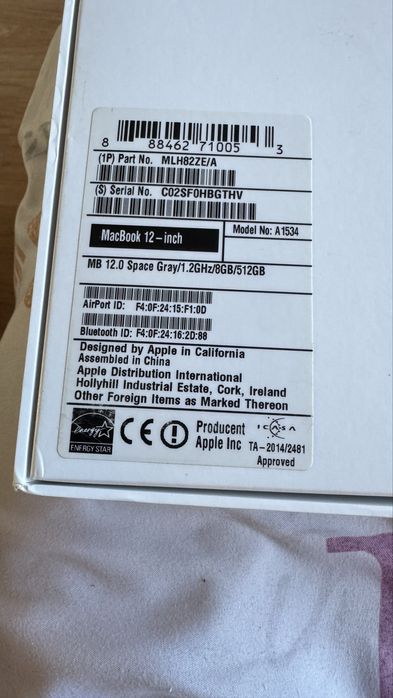 8 88462 71005 3
(1P) Part No. MLH82ZE/A
(S) Serial No. C02SF0HBGTHV
MacBook 12-inch
Model No: A1534
MB 12.0 Space Gray/1.2GHz/8GB/512GB
AirPort ID: F4:0F:24:15:F1:0D
Bluetooth ID: F4:0F:24:16:2D:88
Designed by Apple in California
Assembled in China
Apple Distribution International
Hollyhill Industrial Estate, Cork, Ireland
Other Foreign Items as Marked Thereon
energy
ENERGY STAR
CE
Producent
Apple Inc
ICASA
TA-2014/2481
Approved